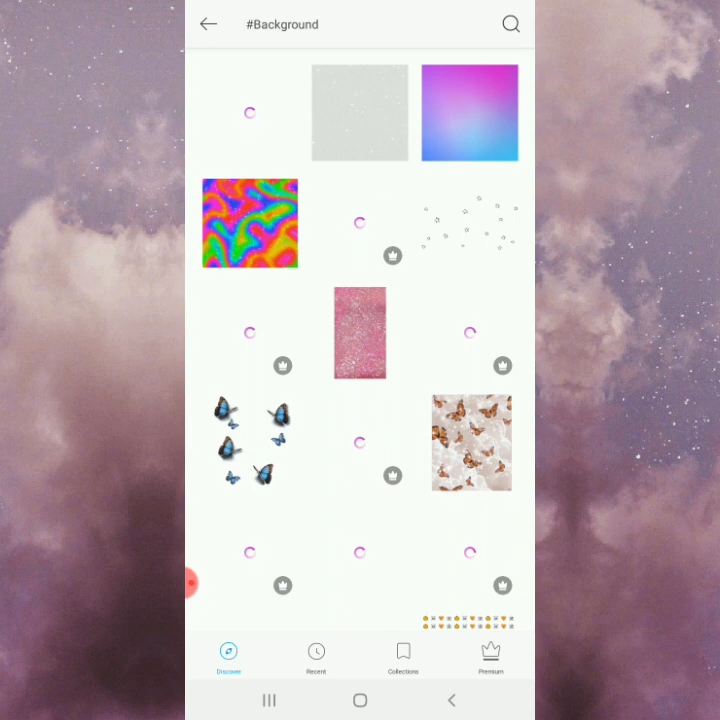 #Background
Discover
Recent
Collections
Premium